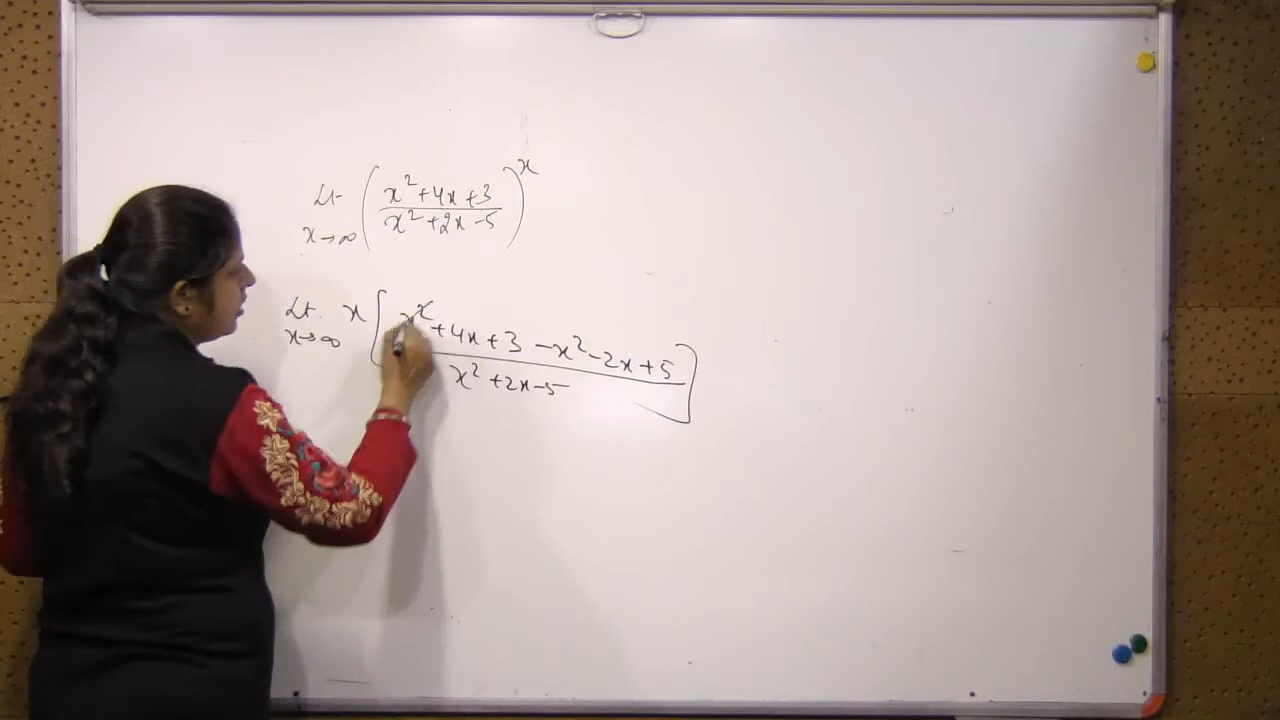 Lt x→∞ (x² + 4x + 3 / x² + 2x - 5)^x
Lt x→∞ x [x² + 4x + 3 - x² - 2x + 5 / x² + 2x - 5]